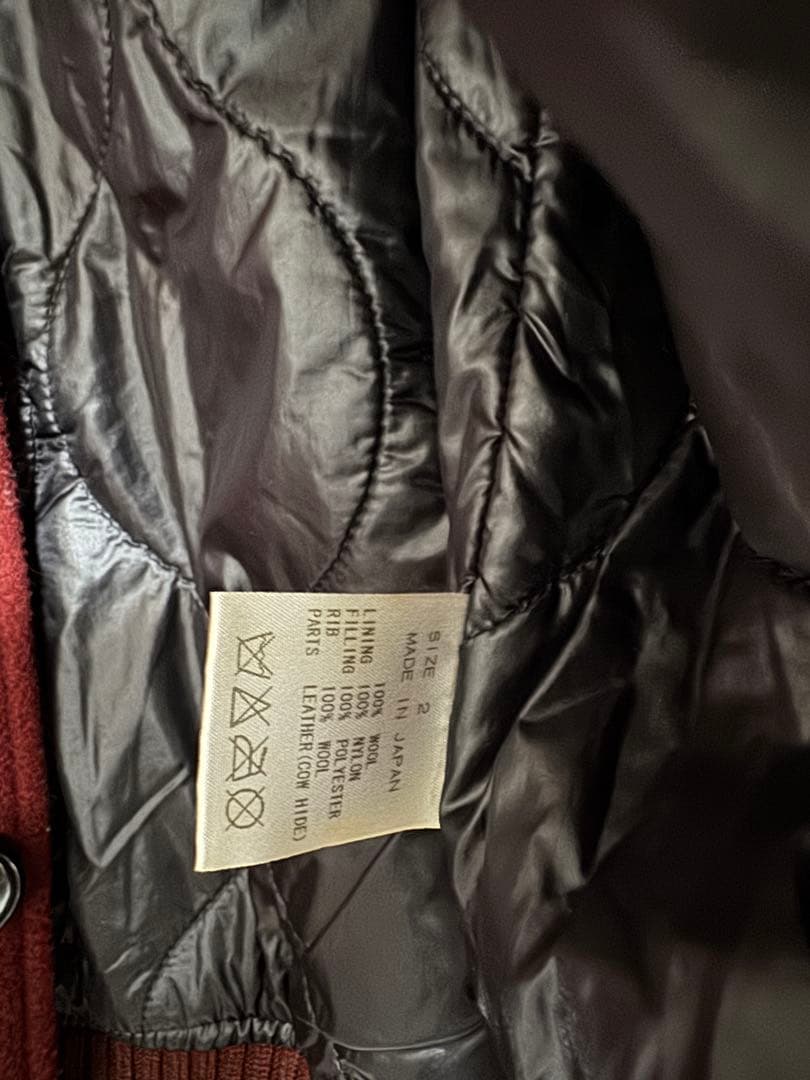 SIZE 2
MADE IN JAPAN
100% WOOL
LINING 100% NYLON
FILLING 100% POLYESTER
RIB 100% WOOL
PARTS LEATHER(COW HIDE)